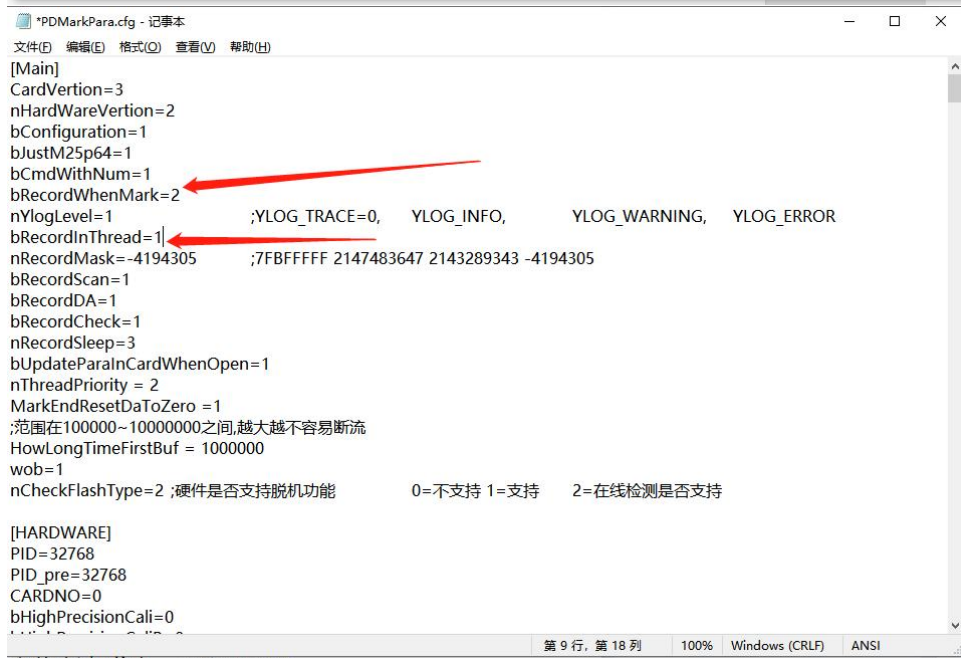 *PDMarkPara.cfg - 记事本
文件(F) 编辑(E) 格式(O) 查看(V) 帮助(H)
[Main]
CardVertion=3
nHardWareVertion=2
bConfiguration=1
bJustM25p64=1
bCmdWithNum=1
bRecordWhenMark=2
nYlogLevel=1 ;YLOG_TRACE=0, YLOG_INFO, YLOG_WARNING, YLOG_ERROR
bRecordInThread=1
nRecordMask=-4194305 ;7FBFFFFF 2147483647 2143289343 -4194305
bRecordScan=1
bRecordDA=1
bRecordCheck=1
nRecordSleep=3
bUpdateParaInCardWhenOpen=1
nThreadPriority = 2
MarkEndResetDaToZero =1
;范围在100000~10000000之间,越大越不容易断流
HowLongTimeFirstBuf = 1000000
wob=1
nCheckFlashType=2 ;硬件是否支持脱机功能 0=不支持 1=支持 2=在线检测是否支持
[HARDWARE]
PID=32768
PID_pre=32768
CARDNO=0
bHighPrecisionCali=0
第 9 行，第 18 列 100% Windows (CRLF) ANSI